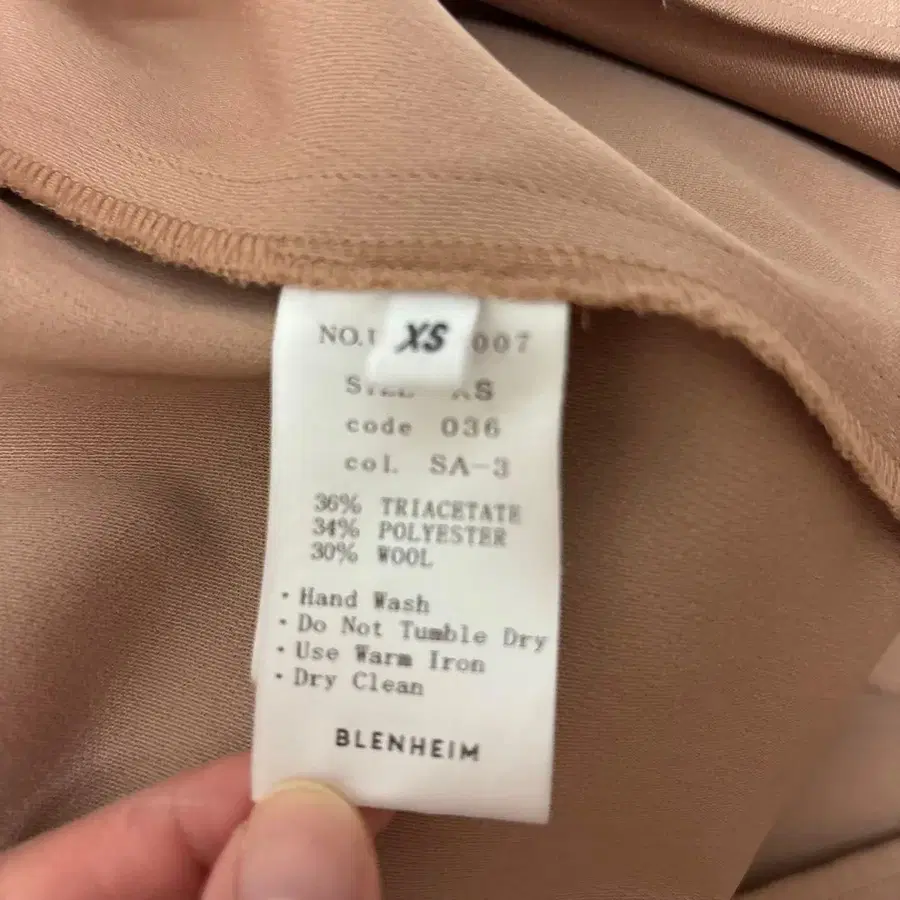 XS
NO. 007
XS
code 036
col. SA-3
36% TRIACETATE
34% POLYESTER
30% WOOL
・Hand Wash
・Do Not Tumble Dry
・Use Warm Iron
・Dry Clean
BLENHEIM